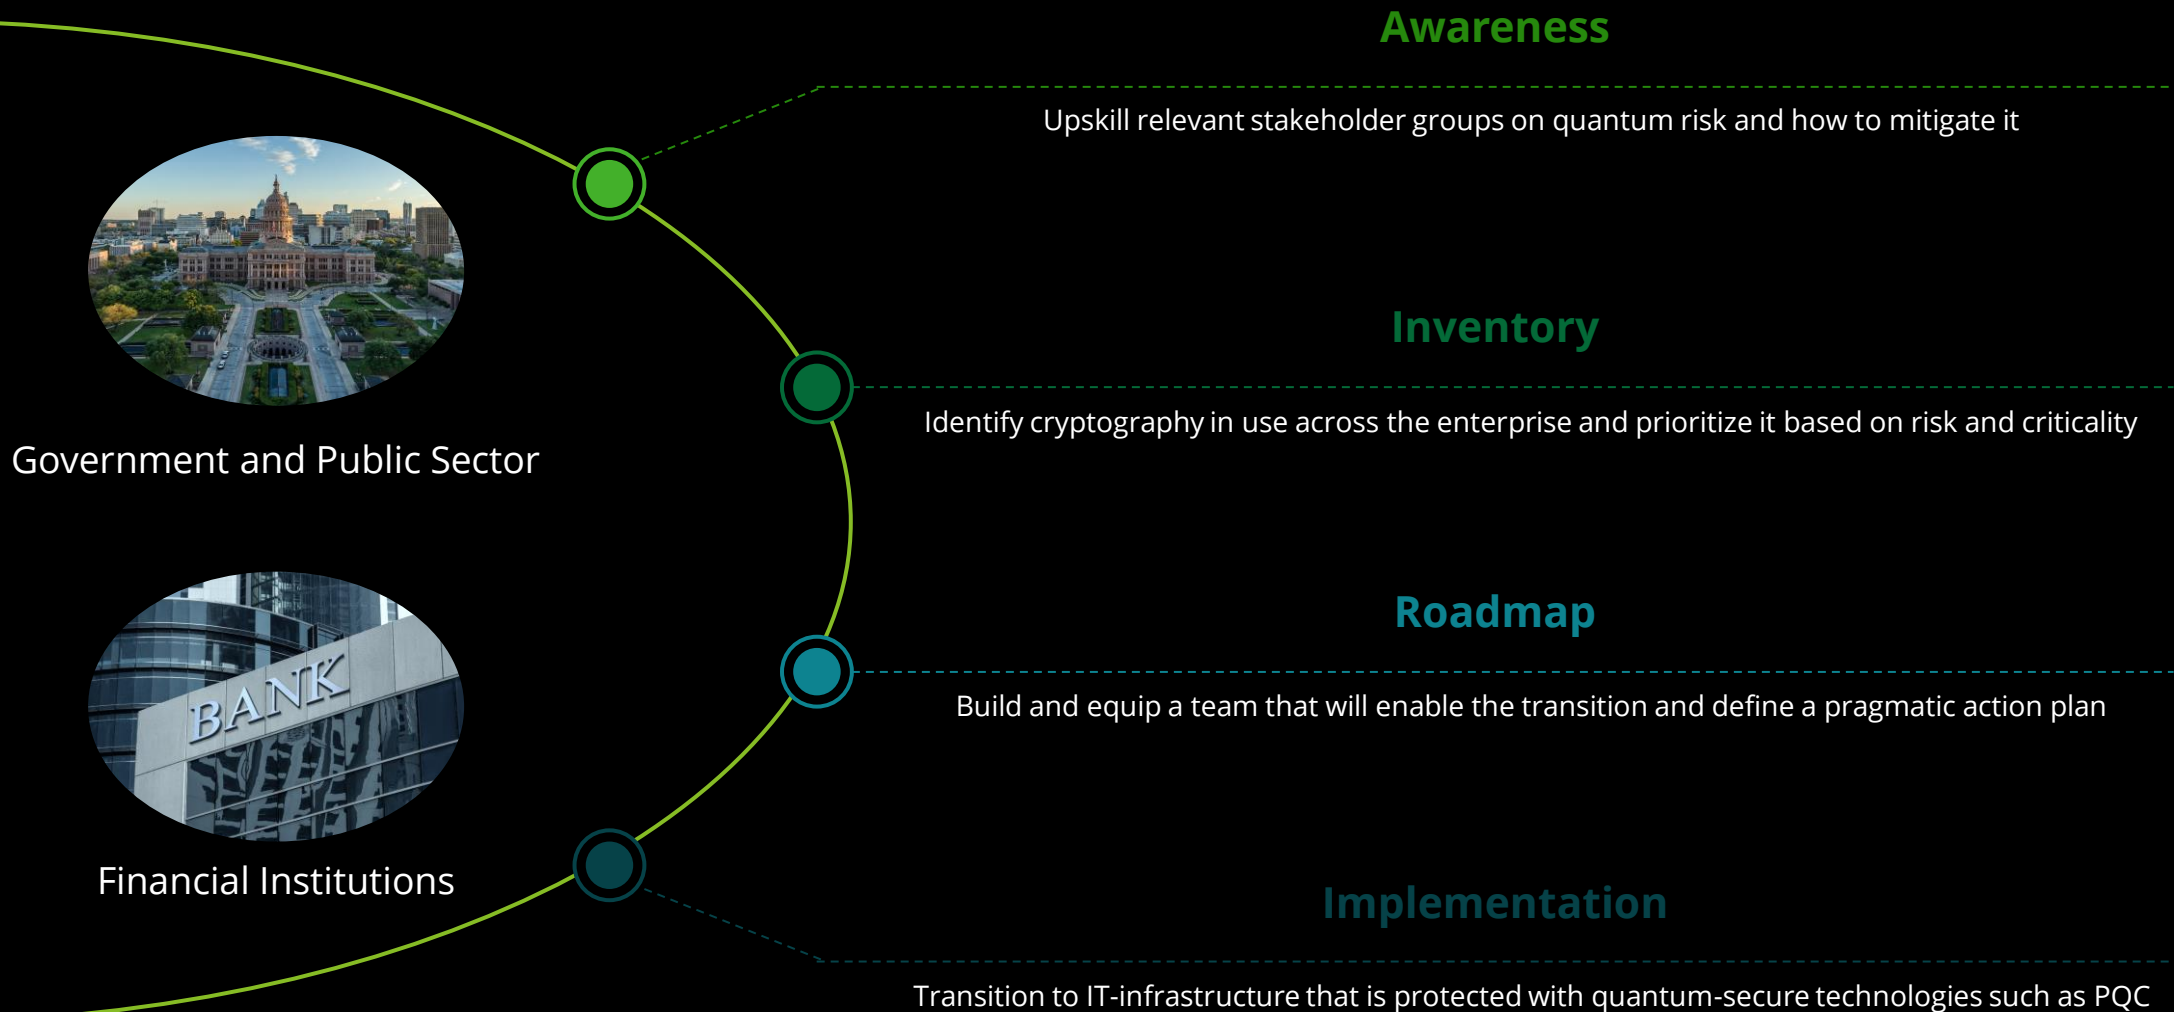 Awareness
Upskill relevant stakeholder groups on quantum risk and how to mitigate it
Inventory
Identify cryptography in use across the enterprise and prioritize it based on risk and criticality
Government and Public Sector
Roadmap
Build and equip a team that will enable the transition and define a pragmatic action plan
BANK
Financial Institutions
Implementation
Transition to IT-infrastructure that is protected with quantum-secure technologies such as PQC